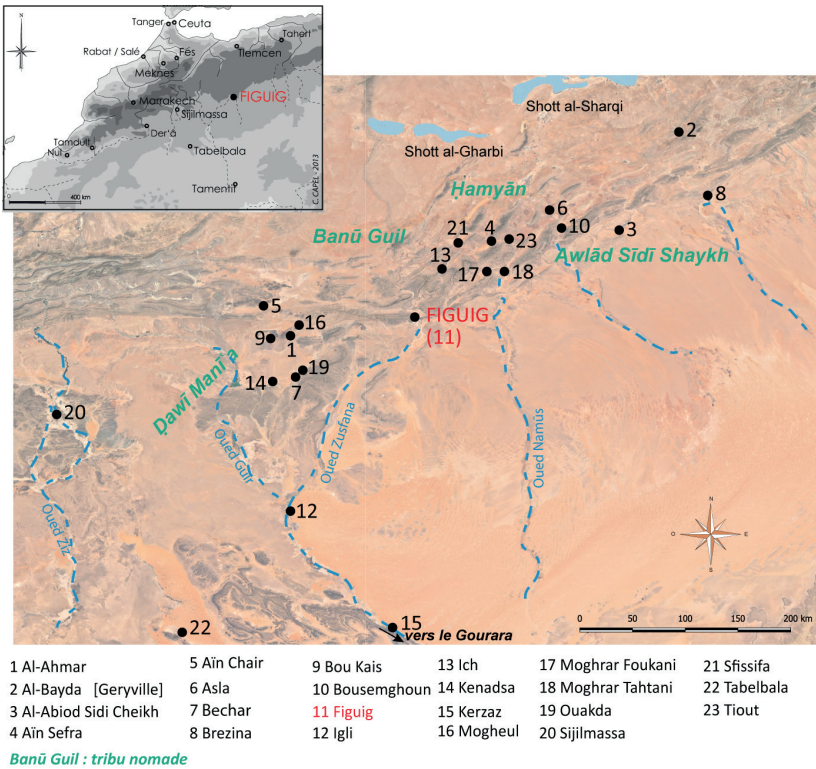 N
Tanger
Ceuta
Tahert
Rabat / Salé
Fés
Tlemcen
Meknes
FIGUIG
Marrakech
Sijilmassa
Der'â
Tamdult
Nul
Tabelbala
Tamentit
0 400 km
C. CAPEL - 2013
Shott al-Sharqi
2
Shott al-Gharbi
Hamyān
8
6
Banū Guil
21
4
23
10
3
Awlād Sīdī Shaykh
13
17
18
5
16
FIGUIG
(11)
9
1
19
14
7
Ḍawī Manī'a
20
Oued Guir
Oued Zusfana
Oued Namūs
12
Oued Zīz
N
O
E
S
22
15
vers le Gourara
0 50 100 150 200 km
1 Al-Ahmar
2 Al-Bayda [Geryville]
3 Al-Abiod Sidi Cheikh
4 Aïn Sefra
5 Aïn Chair
6 Asla
7 Bechar
8 Brezina
9 Bou Kais
10 Bousemghoun
11 Figuig
12 Igli
13 Ich
14 Kenadsa
15 Kerzaz
16 Mogheul
17 Moghrar Foukani
18 Moghrar Tahtani
19 Ouakda
20 Sijilmassa
21 Sfissifa
22 Tabelbala
23 Tiout
Banū Guil : tribu nomade